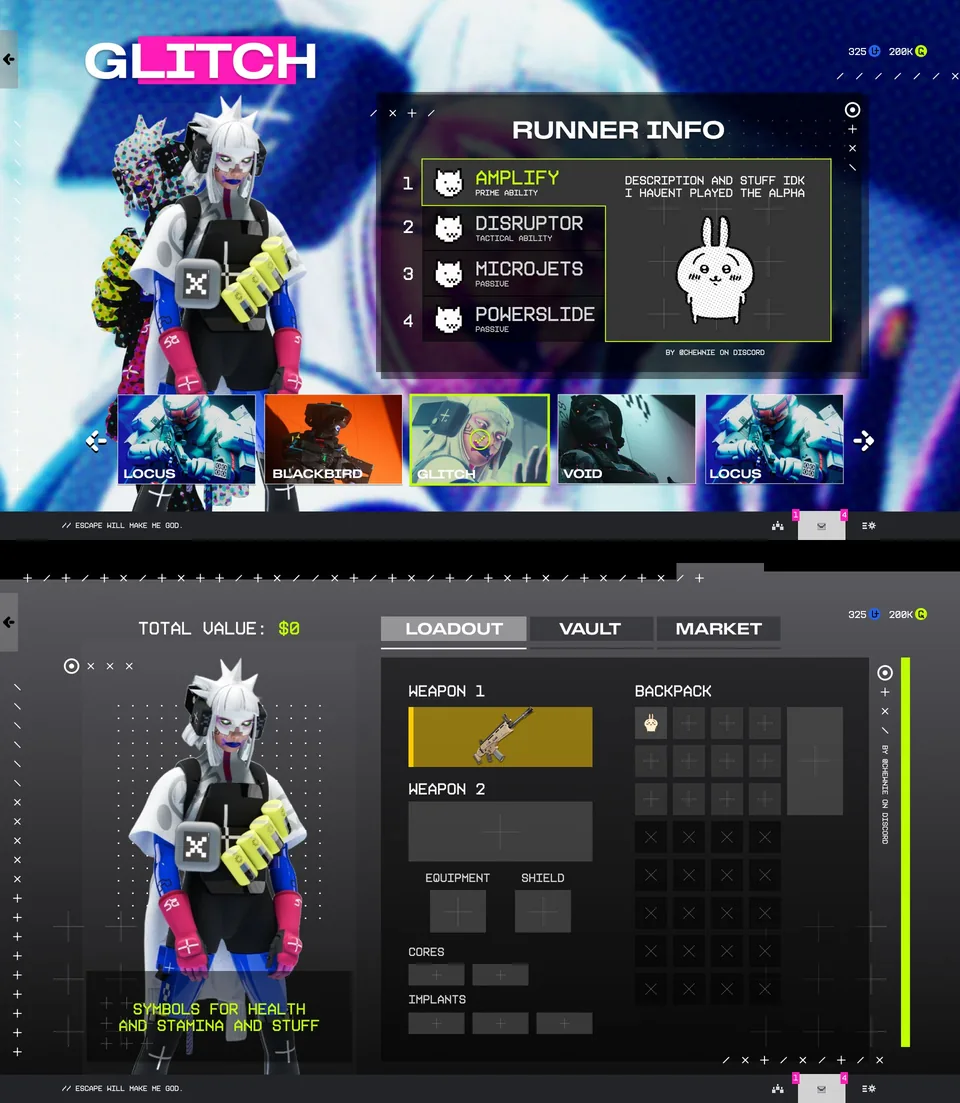 GLITCH
325 200K
RUNNER INFO
1 AMPLIFY
PRIME ABILITY
2 DISRUPTOR
TACTICAL ABILITY
3 MICROJETS
PASSIVE
4 POWERSLIDE
PASSIVE
DESCRIPTION AND STUFF IDK
I HAVENT PLAYED THE ALPHA
BY @CHEWNIE ON DISCORD
LOCUS
BLACKBIRD
GLITCH
VOID
LOCUS
// ESCAPE WILL MAKE ME GOD.
1 4
325 200K
TOTAL VALUE: $0
LOADOUT
VAULT
MARKET
WEAPON 1
BACKPACK
WEAPON 2
EQUIPMENT
SHIELD
CORES
IMPLANTS
BY @CHEWNIE ON DISCORD
SYMBOLS FOR HEALTH
AND STAMINA AND STUFF
// ESCAPE WILL MAKE ME GOD.
1 4